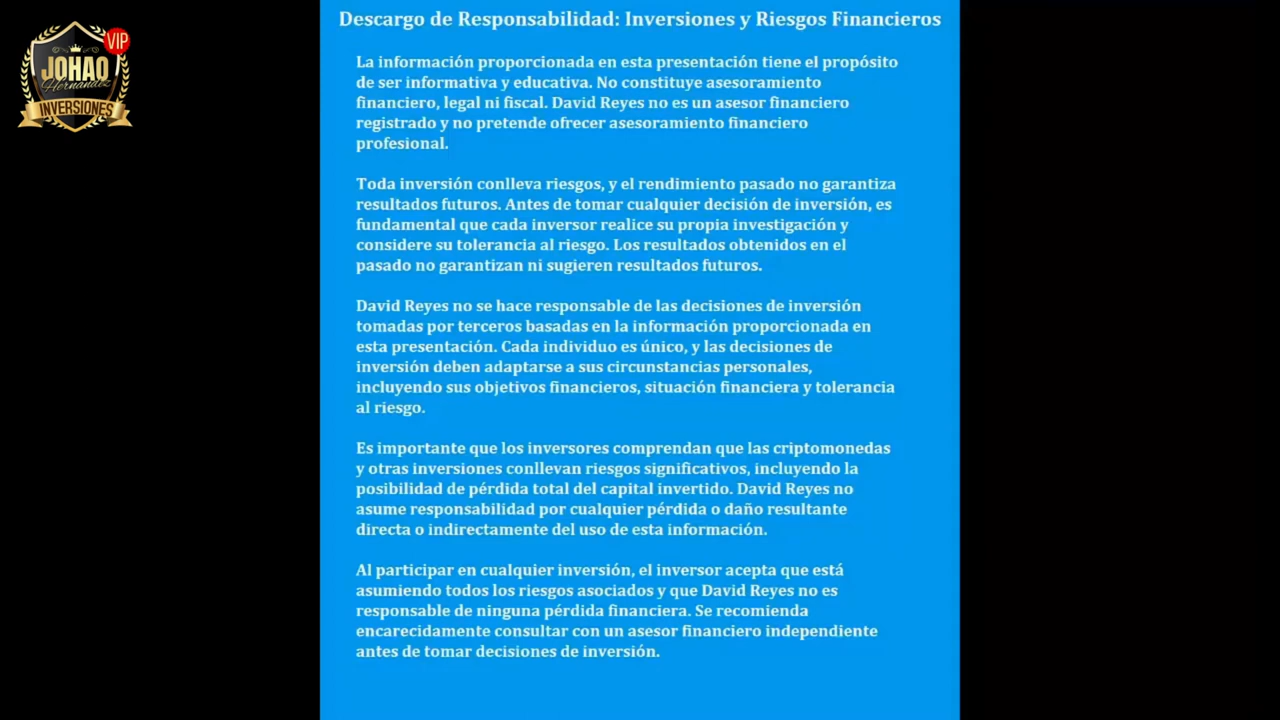 Descargo de Responsabilidad: Inversiones y Riesgos Financieros
VIP
JOHAO
Hernández
INVERSIONES
La información proporcionada en esta presentación tiene el propósito
de ser informativa y educativa. No constituye asesoramiento
financiero, legal ni fiscal. David Reyes no es un asesor financiero
registrado y no pretende ofrecer asesoramiento financiero
profesional.
Toda inversión conlleva riesgos, y el rendimiento pasado no garantiza
resultados futuros. Antes de tomar cualquier decisión de inversión, es
fundamental que cada inversor realice su propia investigación y
considere su tolerancia al riesgo. Los resultados obtenidos en el
pasado no garantizan ni sugieren resultados futuros.
David Reyes no se hace responsable de las decisiones de inversión
tomadas por terceros basadas en la información proporcionada en
esta presentación. Cada individuo es único, y las decisiones de
inversión deben adaptarse a sus circunstancias personales,
incluyendo sus objetivos financieros, situación financiera y tolerancia
al riesgo.
Es importante que los inversores comprendan que las criptomonedas
y otras inversiones conllevan riesgos significativos, incluyendo la
posibilidad de pérdida total del capital invertido. David Reyes no
asume responsabilidad por cualquier pérdida o daño resultante
directa o indirectamente del uso de esta información.
Al participar en cualquier inversión, el inversor acepta que está
asumiendo todos los riesgos asociados y que David Reyes no es
responsable de ninguna pérdida financiera. Se recomienda
encarecidamente consultar con un asesor financiero independiente
antes de tomar decisiones de inversión.